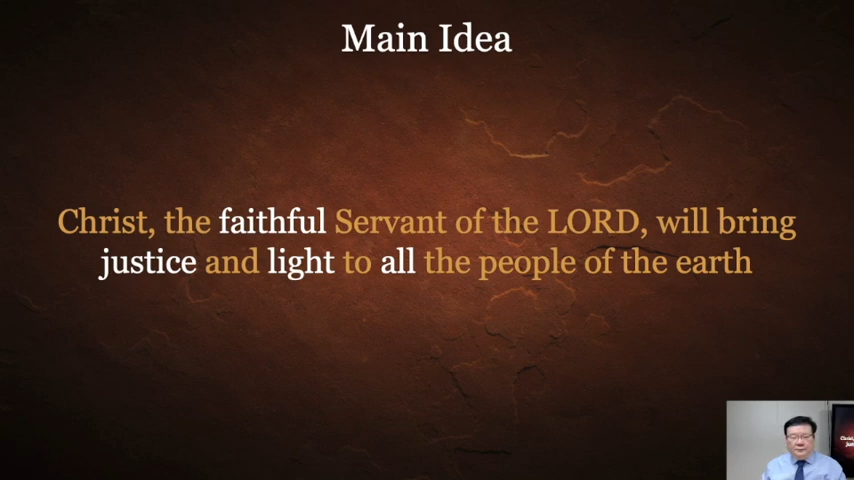 Main Idea
Christ, the faithful Servant of the LORD, will bring
justice and light to all the people of the earth